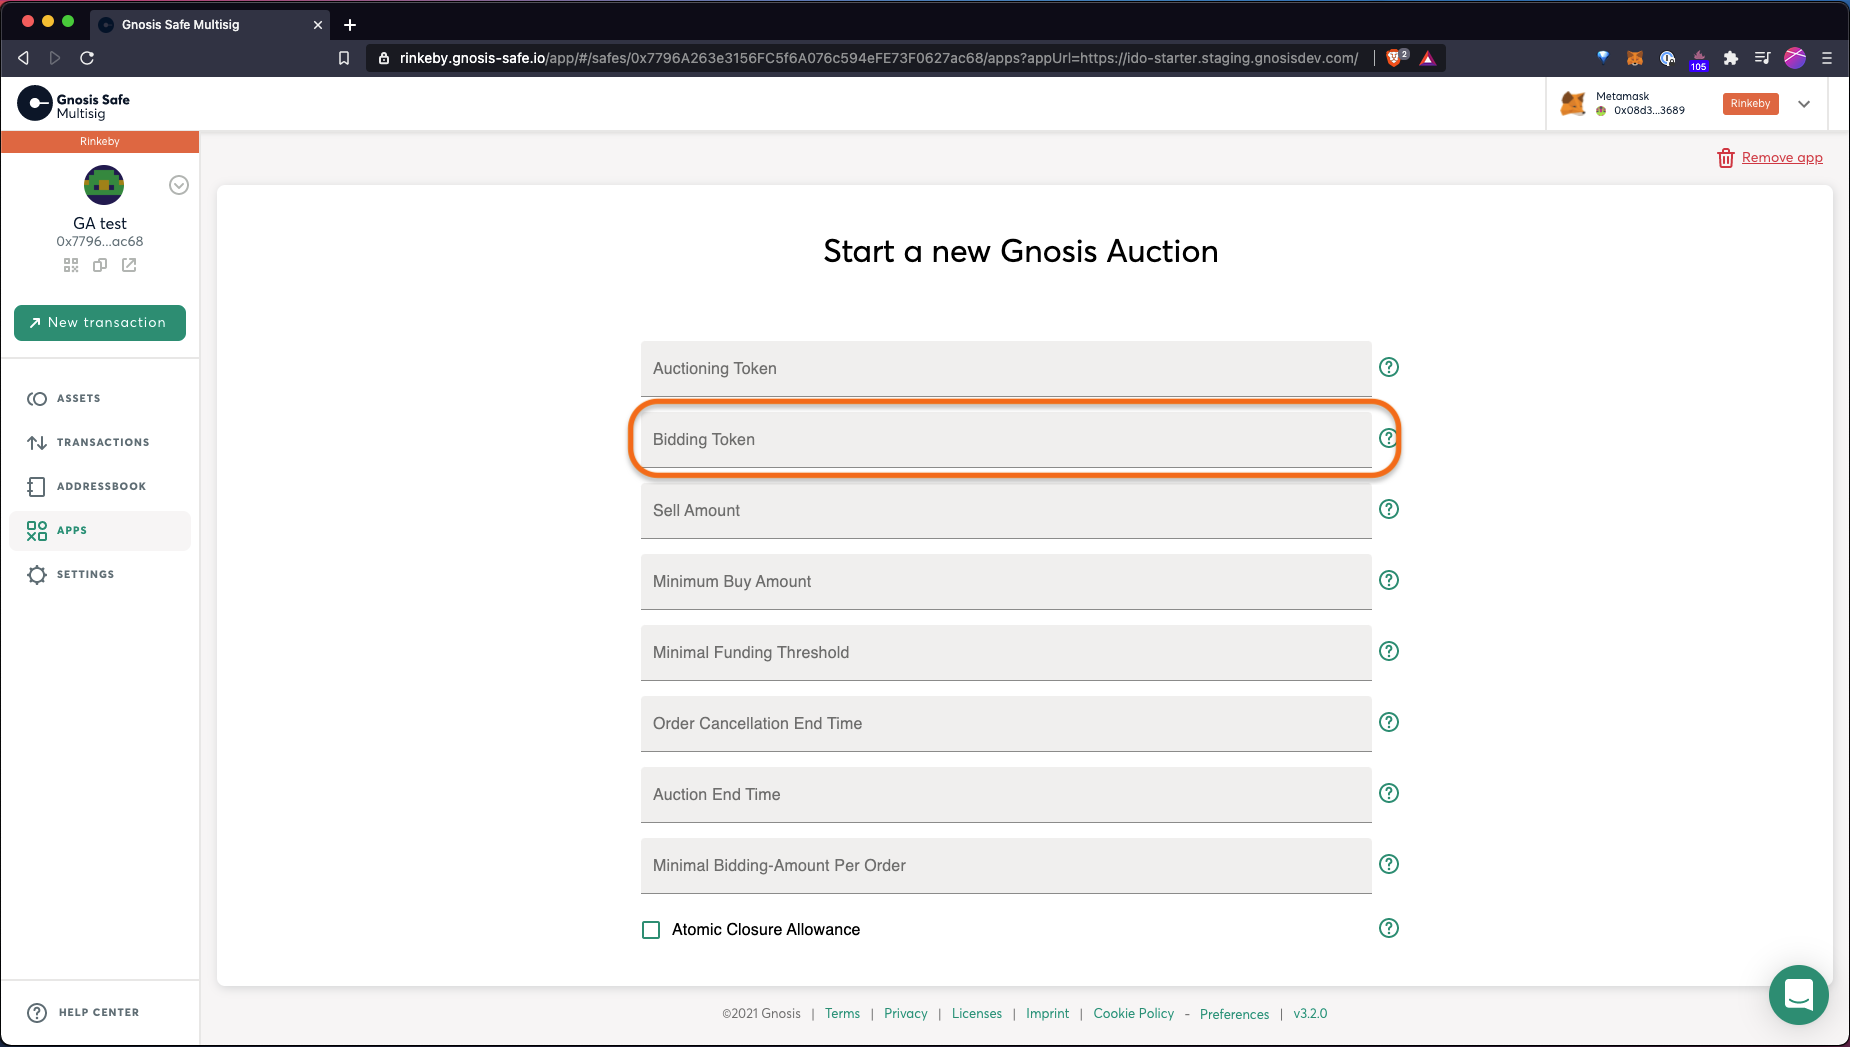 Gnosis Safe Multisig
rinkeby.gnosis-safe.io/app/#/safes/0x7796A263e3156FC5f6A076c594eFE73F0627ac68/apps?appUrl=https://ido-starter.staging.gnosisdev.com/
2
105
Gnosis Safe
Multisig
Metamask
0x08d3...3689
Rinkeby
Rinkeby
Remove app
GA test
0x7796...ac68
New transaction
ASSETS
TRANSACTIONS
ADDRESSBOOK
APPS
SETTINGS
HELP CENTER
Start a new Gnosis Auction
Auctioning Token
Bidding Token
Sell Amount
Minimum Buy Amount
Minimal Funding Threshold
Order Cancellation End Time
Auction End Time
Minimal Bidding-Amount Per Order
Atomic Closure Allowance
©2021 Gnosis | Terms | Privacy | Licenses | Imprint | Cookie Policy - Preferences | v3.2.0